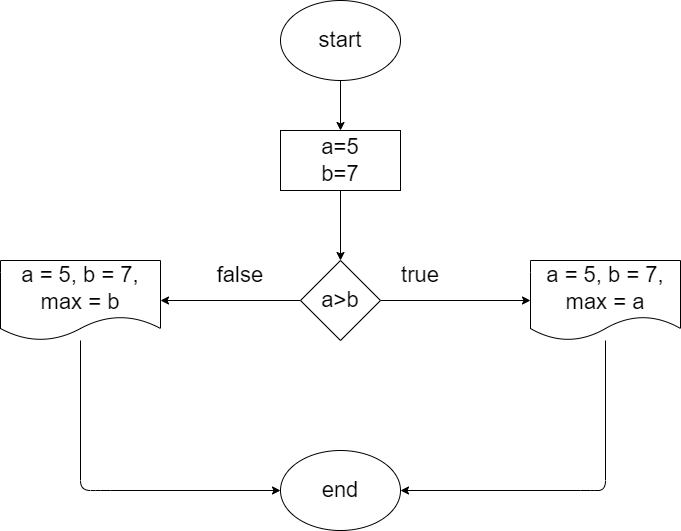 start
a=5
b=7
false
true
a = 5, b = 7,
max = b
a>b
a = 5, b = 7,
max = a
end